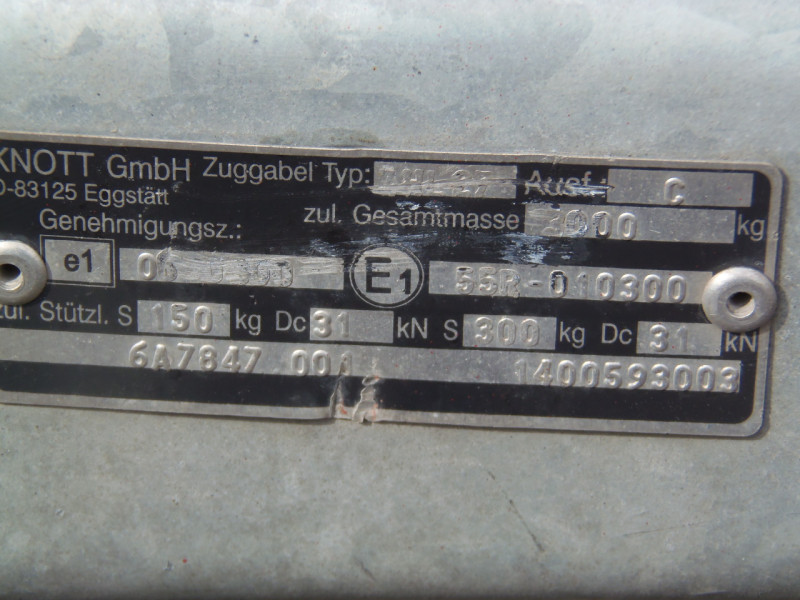 KNOTT GmbH Zuggabel Typ: Ausf.: C
D-83125 Eggstätt
Genehmigungsz.: zul. Gesamtmasse kg
e1 E1 55R-010300
zul. Stützl. S 150 kg Dc 31 kN S 300 kg Dc 31 kN
6A7847 001 1400593003